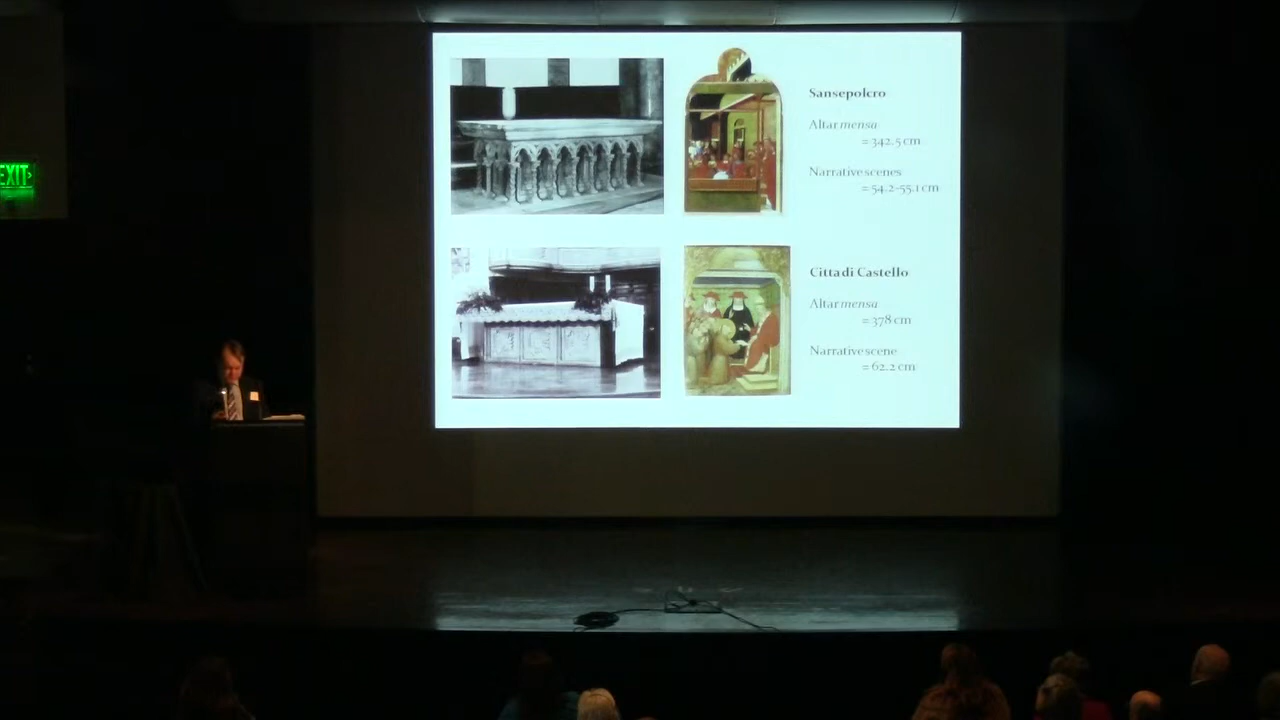 EXIT
Sansepolcro
Altar mensa
= 342.5 cm
Narrative scenes
= 54.2-55.1 cm
Città di Castello
Altar mensa
= 378 cm
Narrative scene
= 62.2 cm